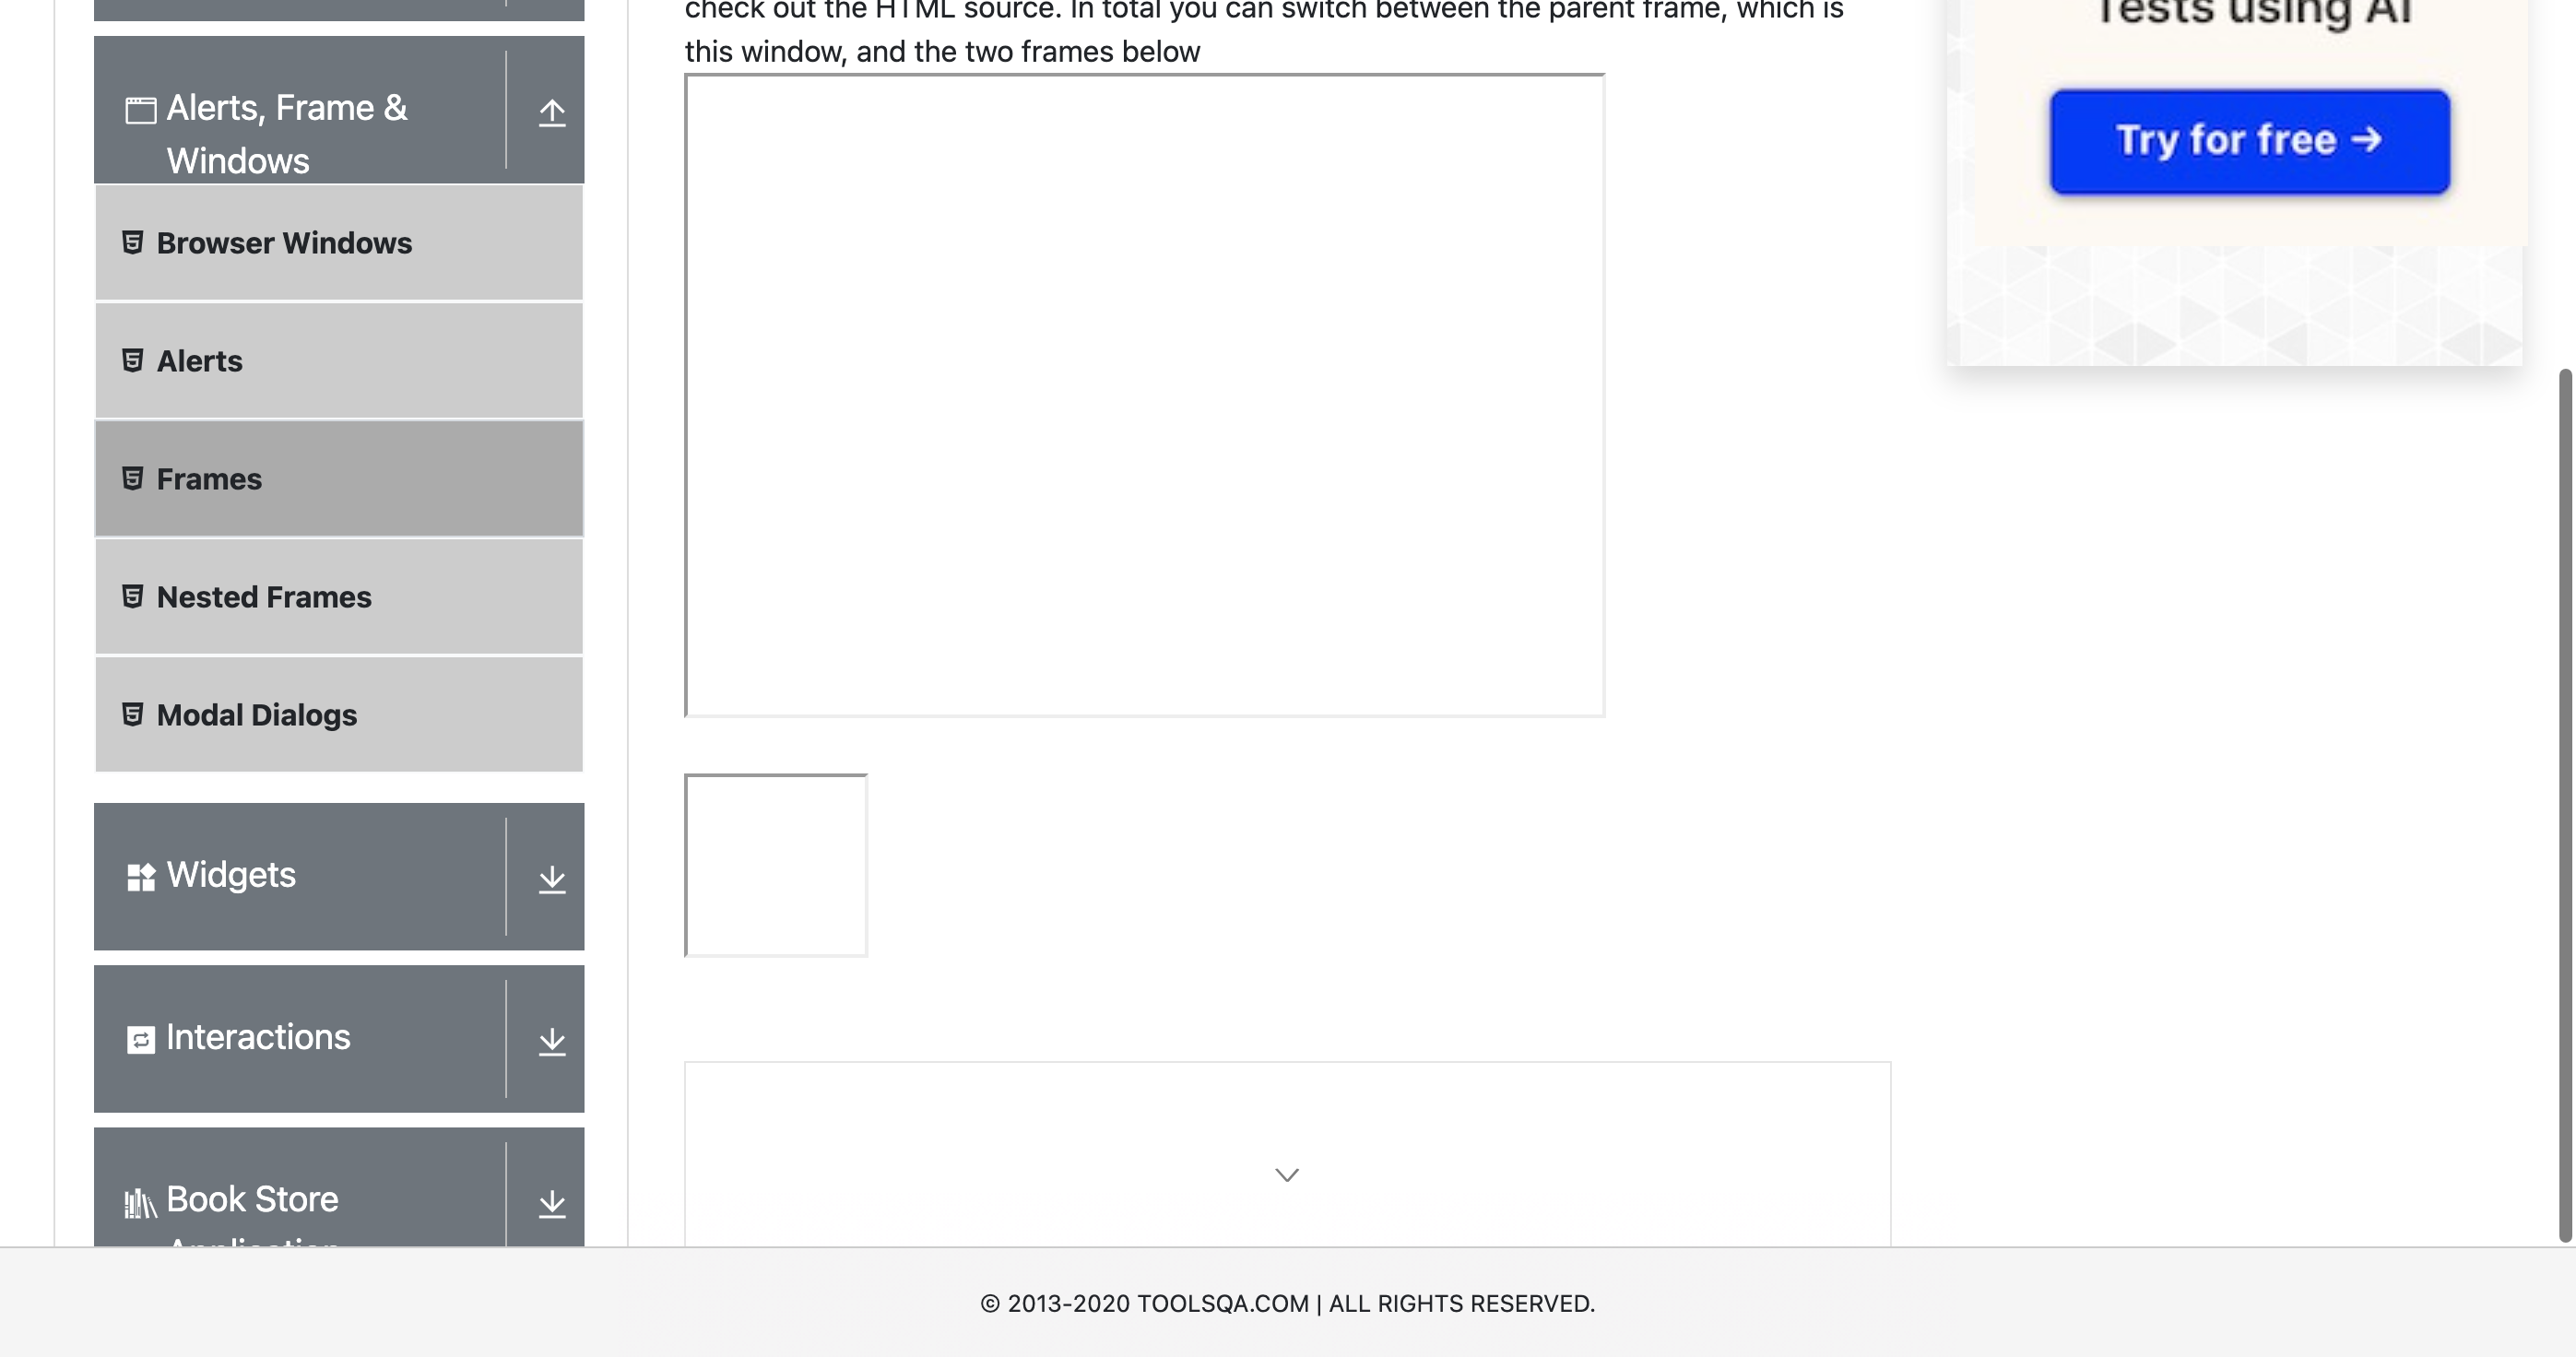 check out the HTML source. In total you can switch between the parent frame, which is
this window, and the two frames below
Tests using AI
Try for free →
Alerts, Frame &
Windows
Browser Windows
Alerts
Frames
Nested Frames
Modal Dialogs
Widgets
Interactions
Book Store
Application
© 2013-2020 TOOLSQA.COM | ALL RIGHTS RESERVED.